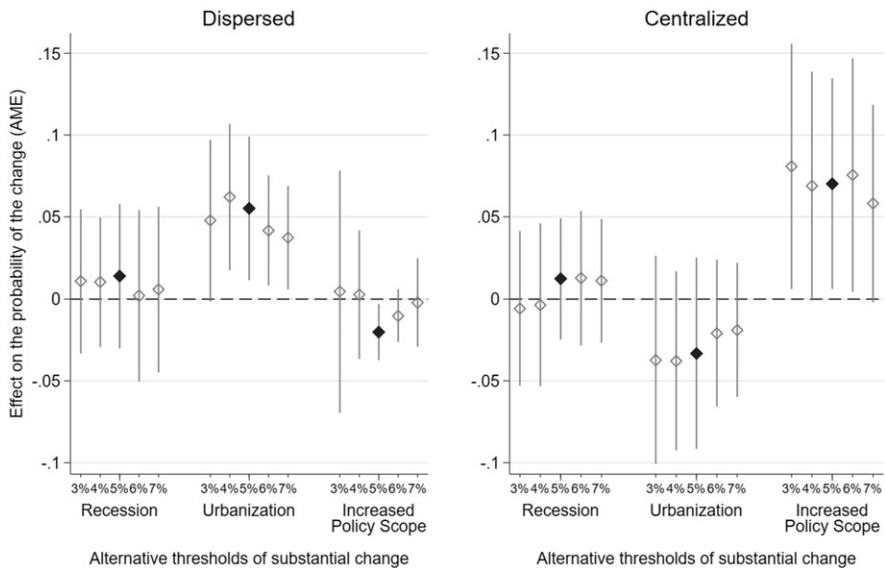 Dispersed
Centralized
Effect on the probability of the change (AME)
.15
.1
.05
0
-.05
-.1
3% 4% 5% 6% 7%
3% 4% 5% 6% 7%
3% 4% 5% 6% 7%
Recession
Urbanization
Increased
Policy Scope
Alternative thresholds of substantial change
.15
.1
.05
0
-.05
-.1
3% 4% 5% 6% 7%
3% 4% 5% 6% 7%
3% 4% 5% 6% 7%
Recession
Urbanization
Increased
Policy Scope
Alternative thresholds of substantial change